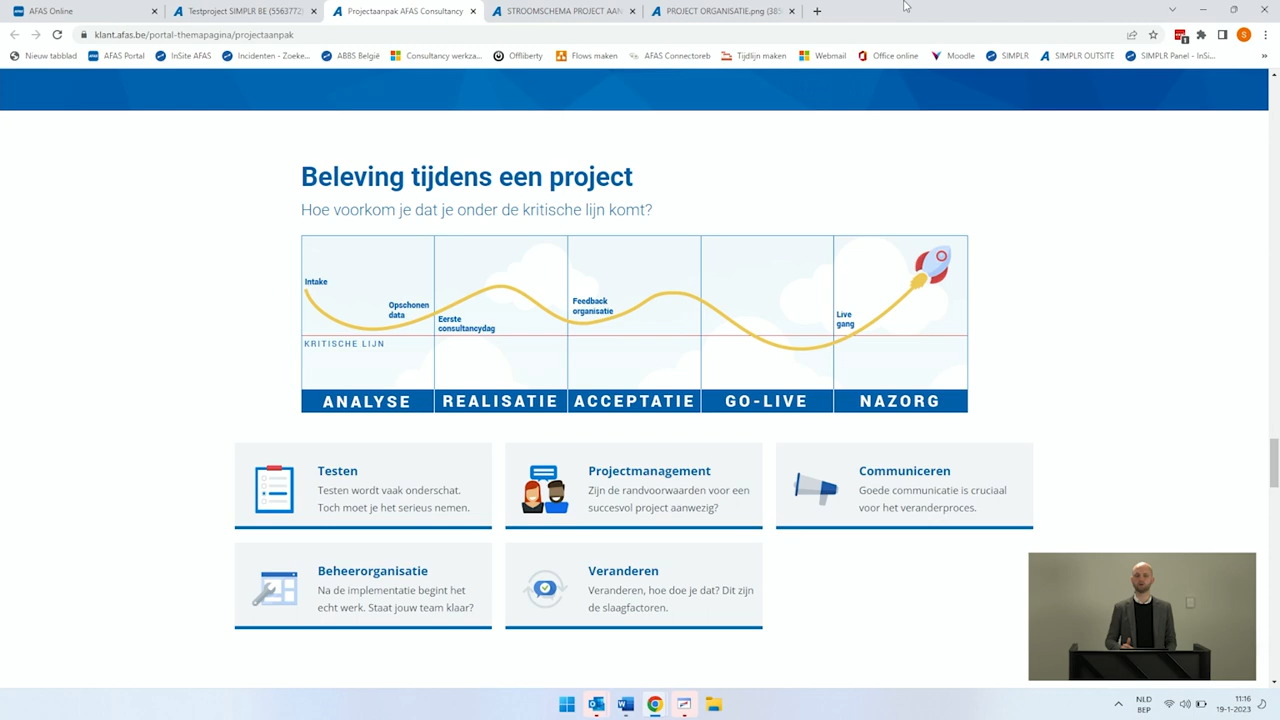 AFAS Online
Testproject SIMPLR BE (5563772)
Projectaanpak AFAS Consultancy
STROOMSCHEMA PROJECT AAN
PROJECT ORGANISATIE.png (385
klant.afas.be/portal-themapagina/projectaanpak
Nieuw tabblad
AFAS Portal
InSite AFAS
Incidenten - Zoeke...
ABBS België
Consultancy werkza...
Offliberty
Flows maken
AFAS Connectoreb
Tijdlijn maken
Webmail
Office online
Moodle
SIMPLR
SIMPLR OUTSITE
SIMPLR Panel - InSi...
Beleving tijdens een project
Hoe voorkom je dat je onder de kritische lijn komt?
Intake
Opschonen
data
Eerste
consultancydag
Feedback
organisatie
Live
gang
KRITISCHE LIJN
ANALYSE
REALISATIE
ACCEPTATIE
GO-LIVE
NAZORG
Testen
Testen wordt vaak onderschat.
Toch moet je het serieus nemen.
Projectmanagement
Zijn de randvoorwaarden voor een
succesvol project aanwezig?
Communiceren
Goede communicatie is cruciaal
voor het veranderproces.
Beheerorganisatie
Na de implementatie begint het
echt werk. Staat jouw team klaar?
Veranderen
Veranderen, hoe doe je dat? Dit zijn
de slaagfactoren.
NLD
BEP
11:16
19-1-2023